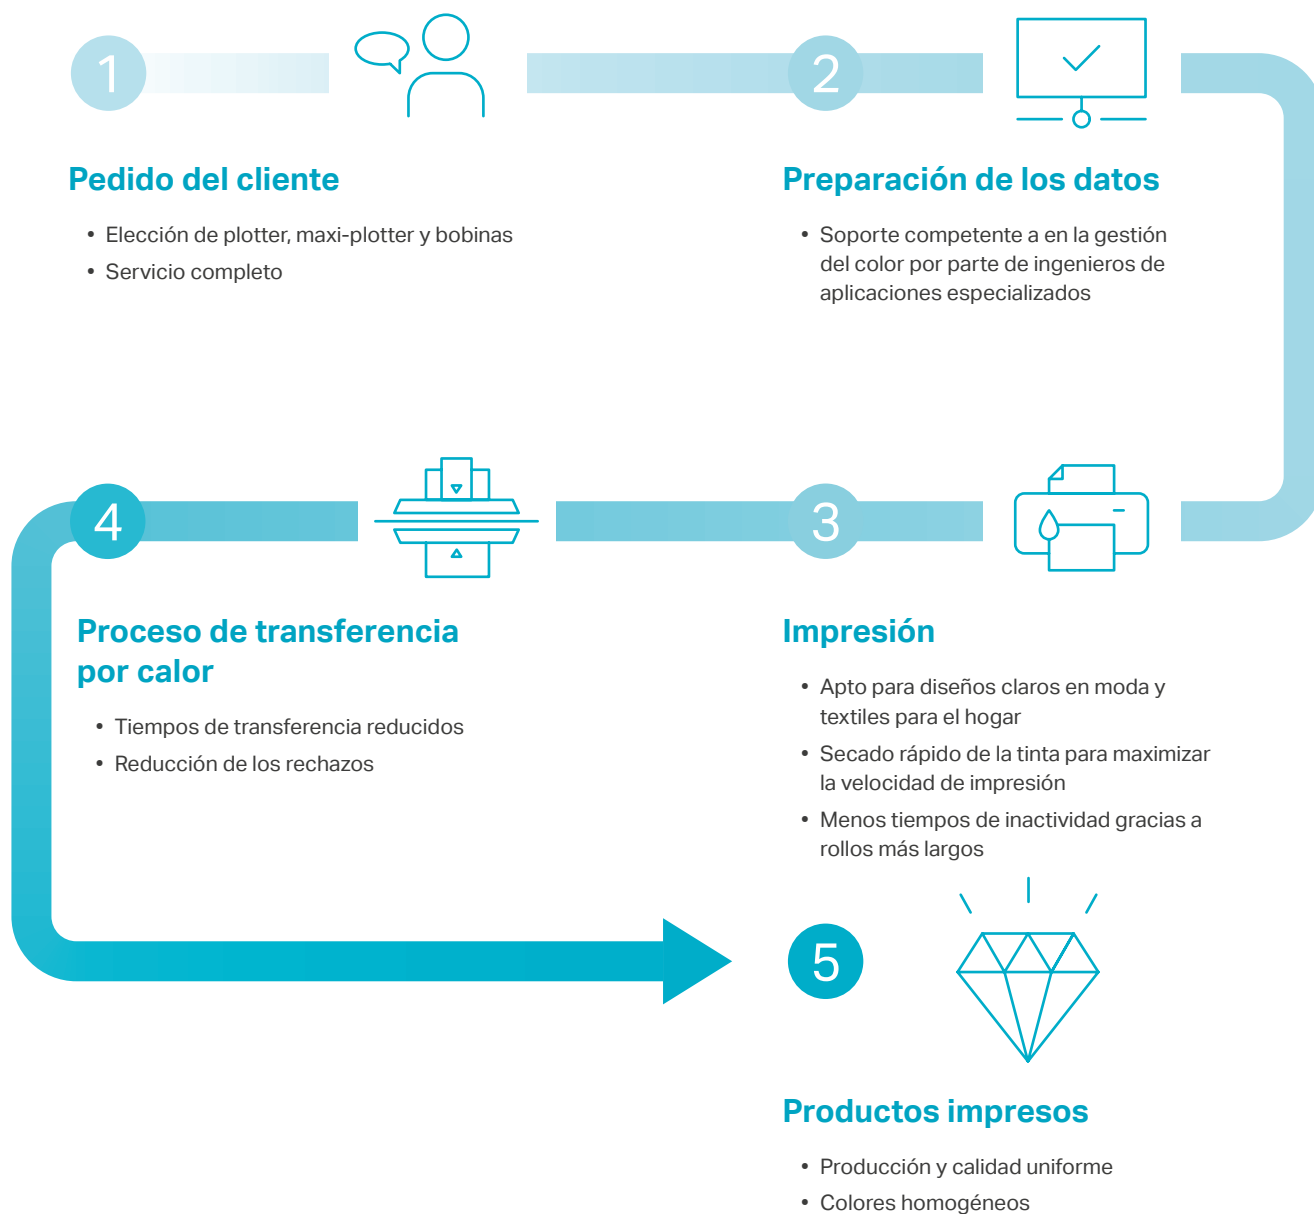 1
2
Pedido del cliente
• Elección de plotter, maxi-plotter y bobinas
• Servicio completo
Preparación de los datos
• Soporte competente a en la gestión
del color por parte de ingenieros de
aplicaciones especializados
3
Impresión
• Apto para diseños claros en moda y
textiles para el hogar
• Secado rápido de la tinta para maximizar
la velocidad de impresión
• Menos tiempos de inactividad gracias a
rollos más largos
4
Proceso de transferencia
por calor
• Tiempos de transferencia reducidos
• Reducción de los rechazos
5
Productos impresos
• Producción y calidad uniforme
• Colores homogéneos